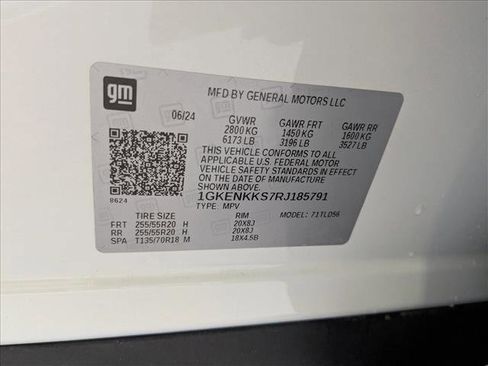 gm
MFD BY GENERAL MOTORS LLC
06/24 GVWR GAWR FRT GAWR RR
2800 KG 1450 KG 1600 KG
6173 LB 3196 LB 3527 LB
THIS VEHICLE CONFORMS TO ALL
APPLICABLE U.S. FEDERAL MOTOR
VEHICLE SAFETY STANDARDS IN EFFECT
ON THE DATE OF MANUFACTURE SHOWN ABOVE.
8624
1GKENKKS7RJ185791
TYPE: MPV MODEL: 71TLD56
TIRE SIZE RIM
FRT 255/55R20 H 20X8J
RR 255/55R20 H 20X8J
SPA T135/70R18 M 18X4.5B